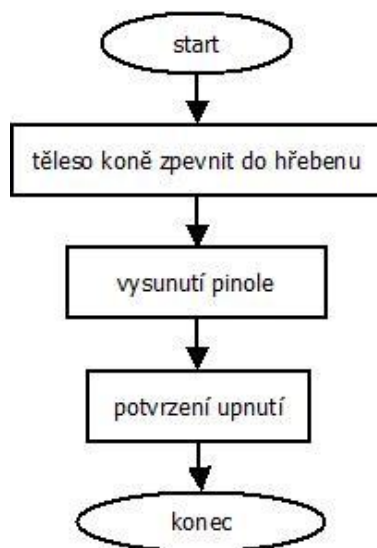 start
těleso koně zpevnit do hřebenu
vysunutí pinole
potvrzení upnutí
konec